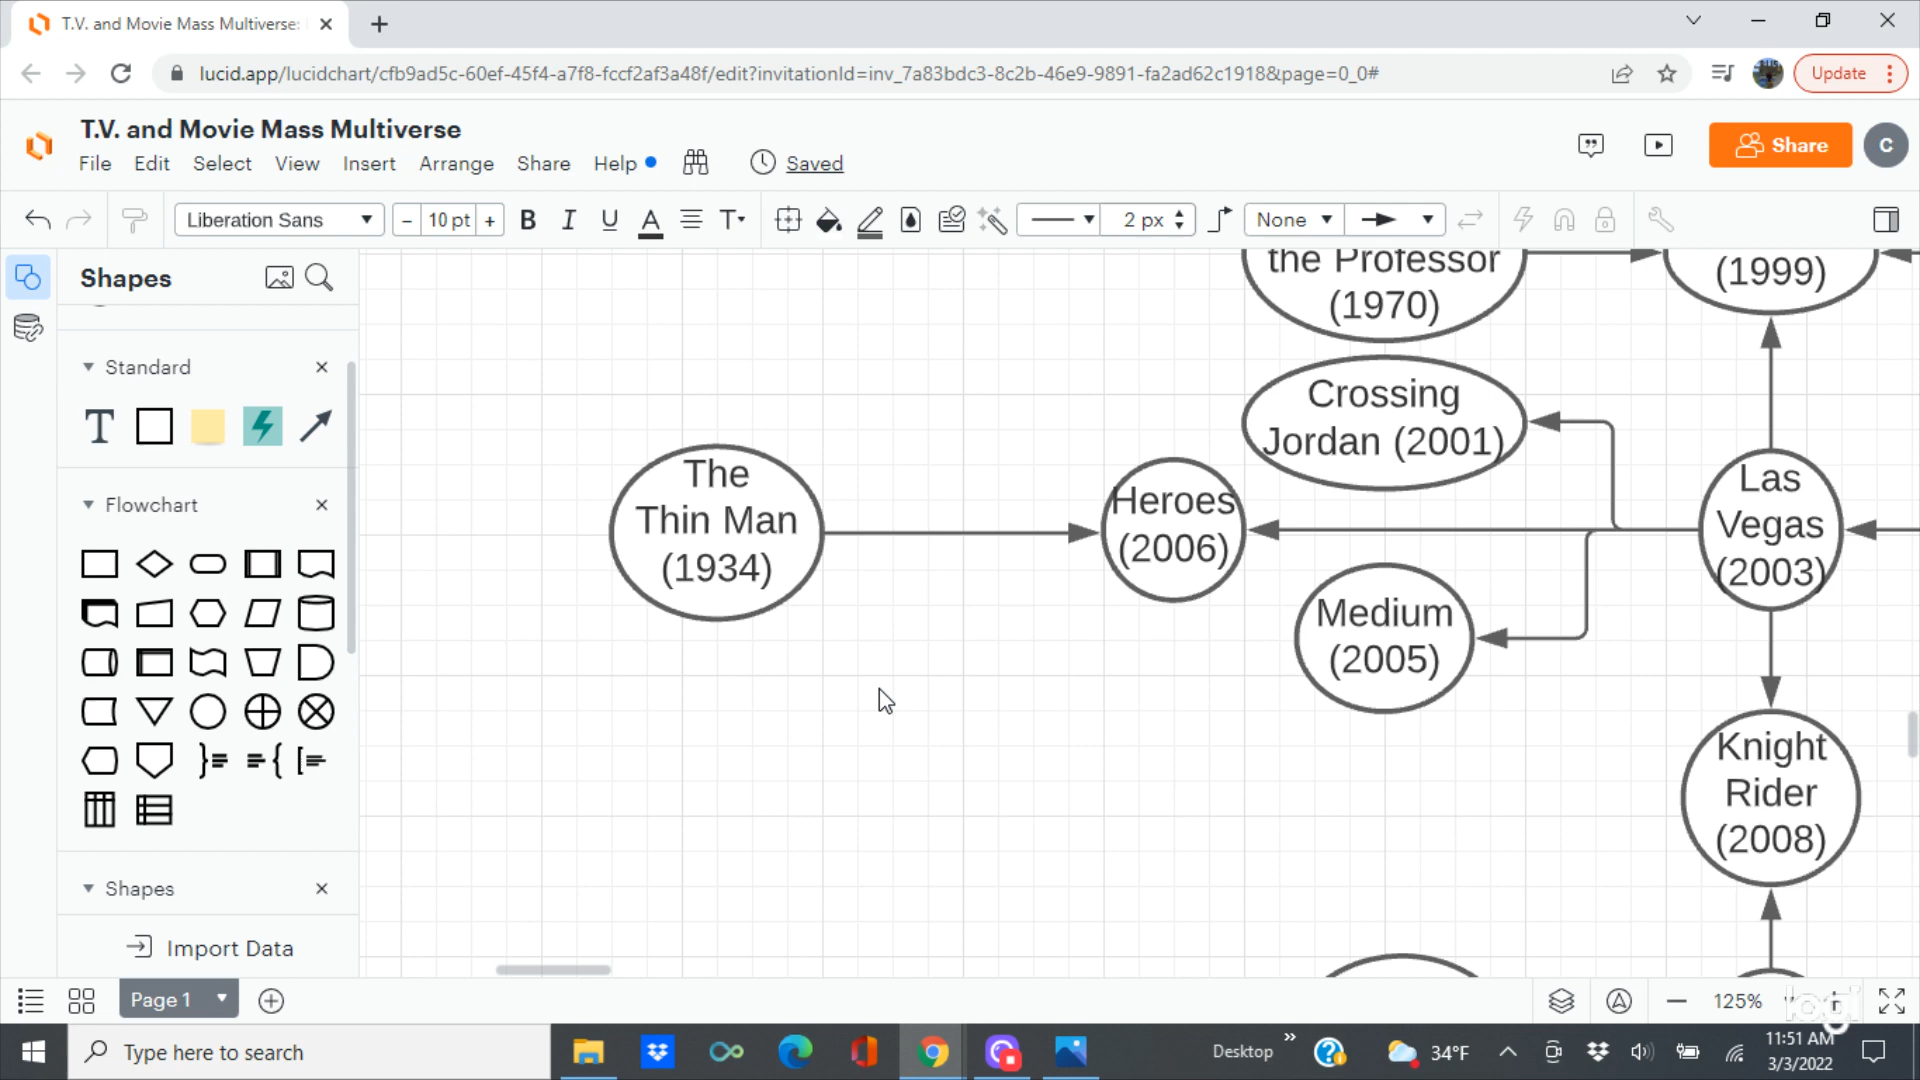 T.V. and Movie Mass Multiverse:
lucid.app/lucidchart/cfb9ad5c-60ef-45f4-a7f8-fccf2af3a48f/edit?invitationId=inv_7a83bdc3-8c2b-46e9-9891-fa2ad62c1918&page=0_0#
Update
T.V. and Movie Mass Multiverse
File Edit Select View Insert Arrange Share Help
Saved
Share
C
Liberation Sans
10 pt
2 px
None
Shapes
Standard
Flowchart
Shapes
Import Data
the Professor
(1970)
(1999)
Crossing
Jordan (2001)
The
Thin Man
(1934)
Heroes
(2006)
Las
Vegas
(2003)
Medium
(2005)
Knight
Rider
(2008)
Page 1
125%
logi
Type here to search
Desktop
34°F
11:51 AM
3/3/2022